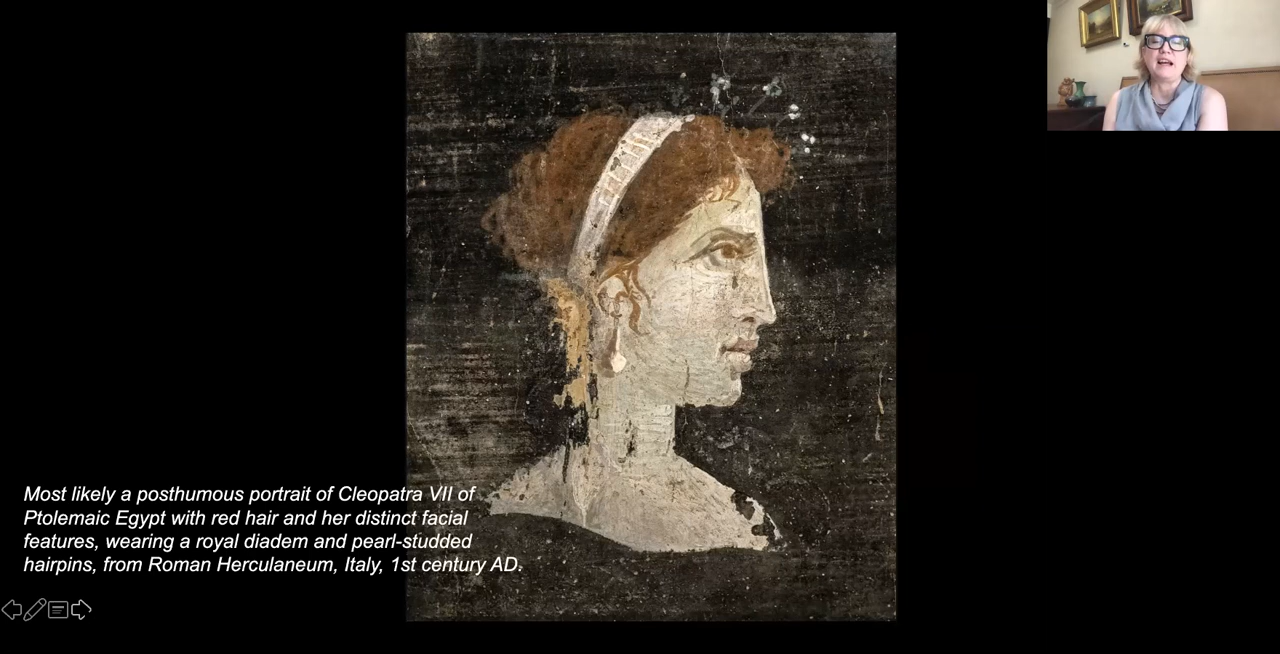 Most likely a posthumous portrait of Cleopatra VII of
Ptolemaic Egypt with red hair and her distinct facial
features, wearing a royal diadem and pearl-studded
hairpins, from Roman Herculaneum, Italy, 1st century AD.